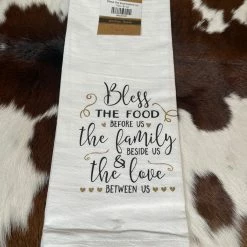 Bless
THE FOOD
BEFORE US
the family
BESIDE US
&
the love
BETWEEN US